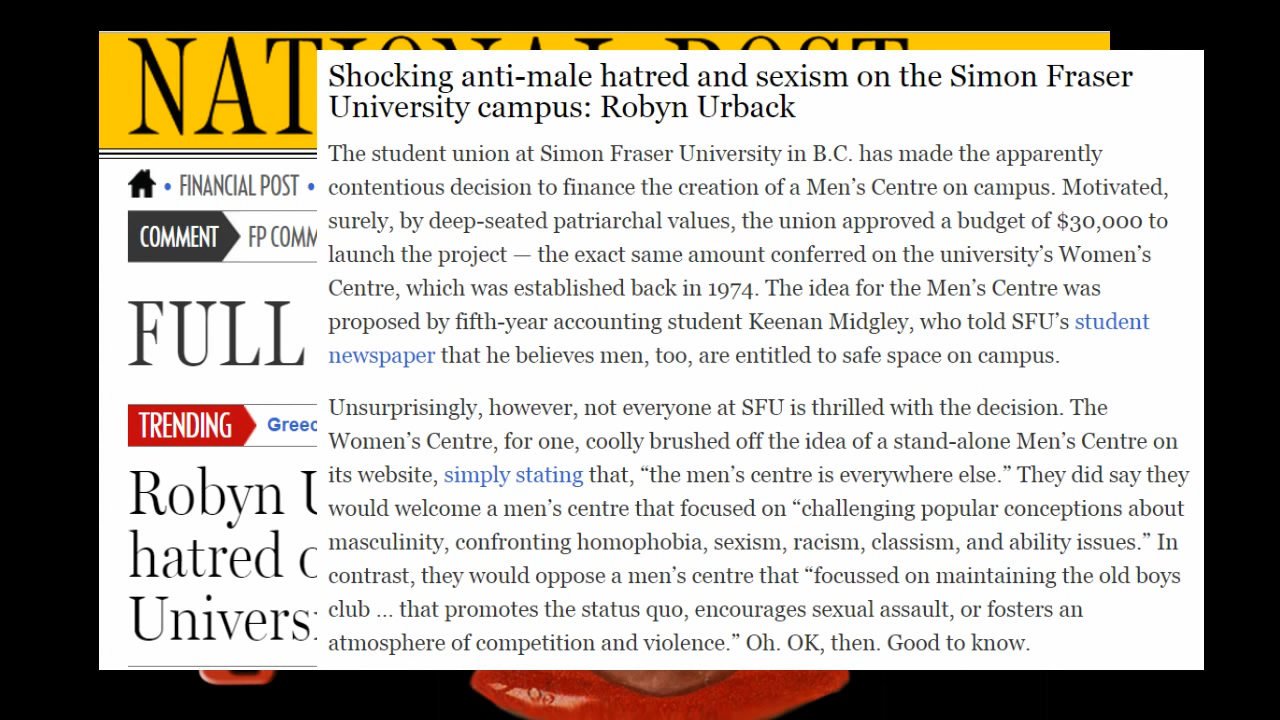 NATIONAL POST
FINANCIAL POST
COMMENT
FP COMM
FULL
TRENDING
Greec
Robyn U
hatred o
Univers
Shocking anti-male hatred and sexism on the Simon Fraser
University campus: Robyn Urback
The student union at Simon Fraser University in B.C. has made the apparently
contentious decision to finance the creation of a Men’s Centre on campus. Motivated,
surely, by deep-seated patriarchal values, the union approved a budget of $30,000 to
launch the project — the exact same amount conferred on the university’s Women’s
Centre, which was established back in 1974. The idea for the Men’s Centre was
proposed by fifth-year accounting student Keenan Midgley, who told SFU’s student
newspaper that he believes men, too, are entitled to safe space on campus.
Unsurprisingly, however, not everyone at SFU is thrilled with the decision. The
Women’s Centre, for one, coolly brushed off the idea of a stand-alone Men’s Centre on
its website, simply stating that, “the men’s centre is everywhere else.” They did say they
would welcome a men’s centre that focused on “challenging popular conceptions about
masculinity, confronting homophobia, sexism, racism, classism, and ability issues.” In
contrast, they would oppose a men’s centre that “focussed on maintaining the old boys
club ... that promotes the status quo, encourages sexual assault, or fosters an
atmosphere of competition and violence.” Oh. OK, then. Good to know.